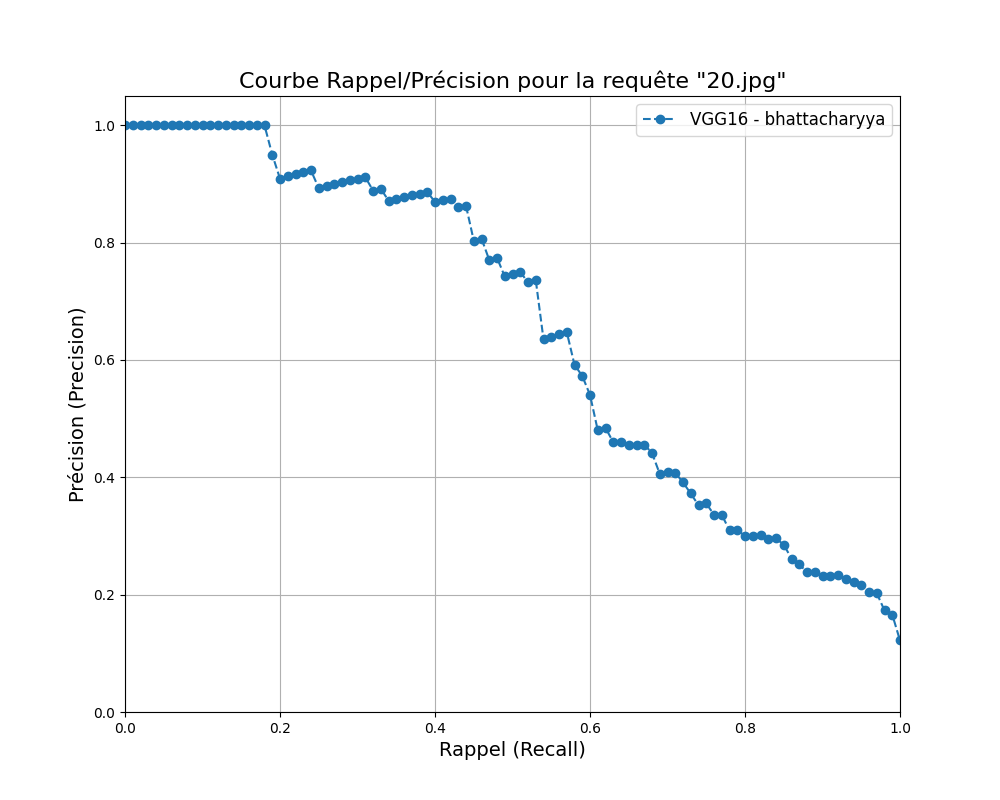 Courbe Rappel/Précision pour la requête "20.jpg"
VGG16 - bhattacharyya
1.0
0.8
0.6
0.4
0.2
0.0
Précision (Precision)
0.0 0.2 0.4 0.6 0.8 1.0
Rappel (Recall)